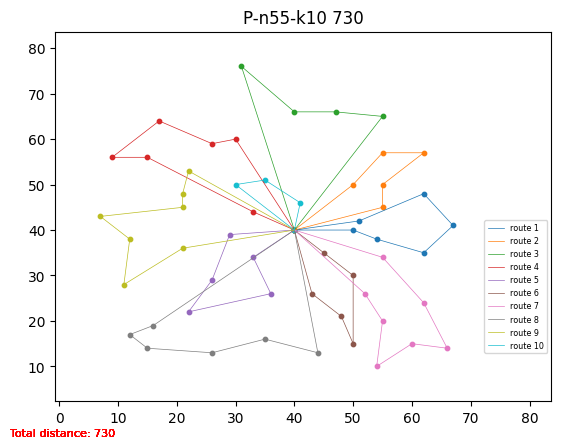 P-n55-k10 730
80
70
60
50
40
30
20
10
0
10
20
30
40
50
60
70
80
route 1
route 2
route 3
route 4
route 5
route 6
route 7
route 8
route 9
route 10
Total distance: 730